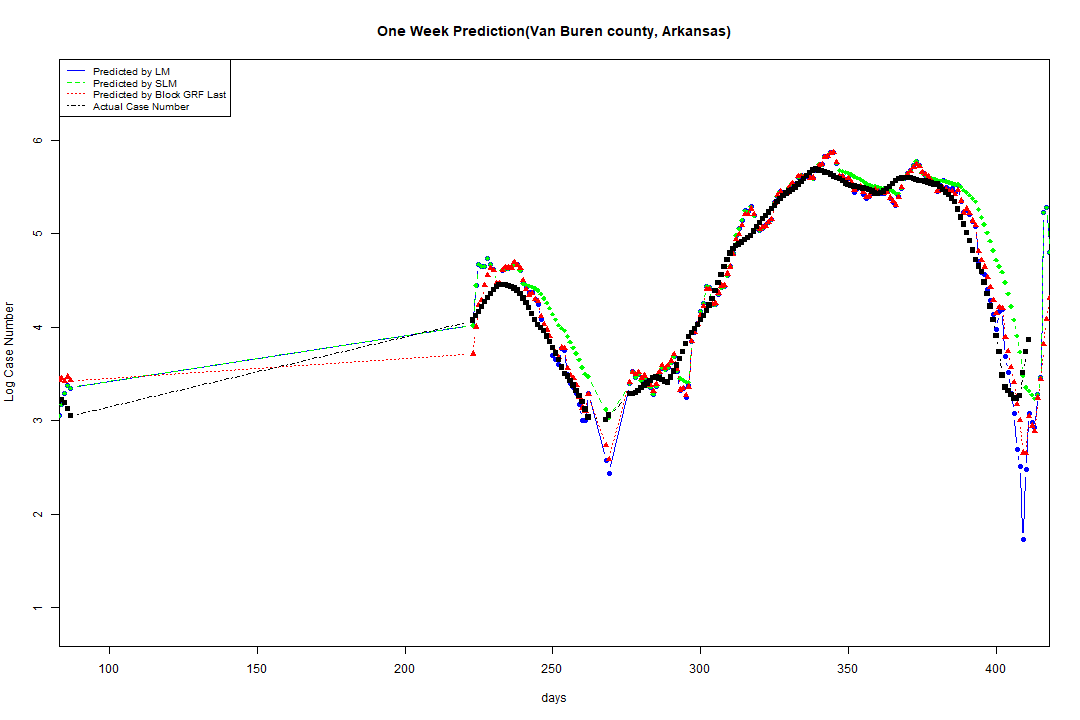 One Week Prediction(Van Buren county, Arkansas)
Predicted by LM
Predicted by SLM
Predicted by Block GRF Last
Actual Case Number
Log Case Number
6
5
4
3
2
1
100 150 200 250 300 350 400
days